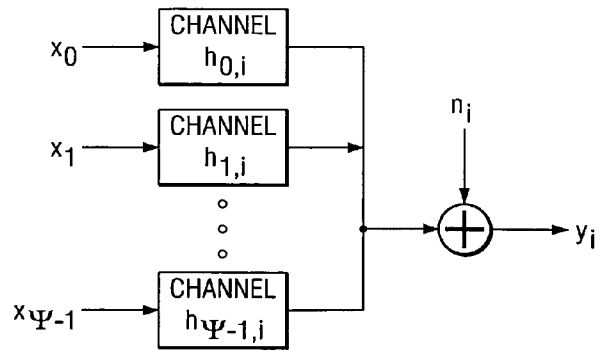 x₀ CHANNEL
h₀,ᵢ
nᵢ
x₁ CHANNEL
h₁,ᵢ
yᵢ
xΨ-1 CHANNEL
hΨ-1,i